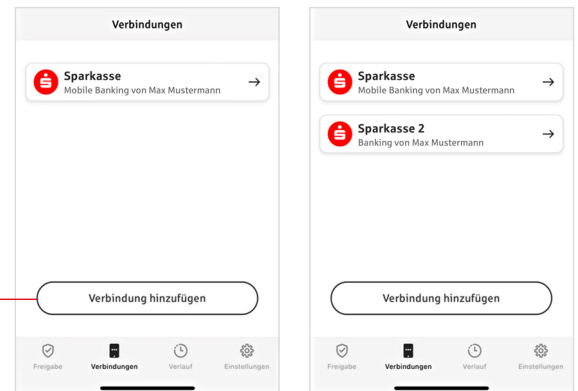 Verbindungen
Sparkasse
Mobile Banking von Max Mustermann
Verbindung hinzufügen
Freigabe
Verbindungen
Verlauf
Einstellungen
Verbindungen
Sparkasse
Mobile Banking von Max Mustermann
Sparkasse 2
Banking von Max Mustermann
Verbindung hinzufügen
Freigabe
Verbindungen
Verlauf
Einstellungen